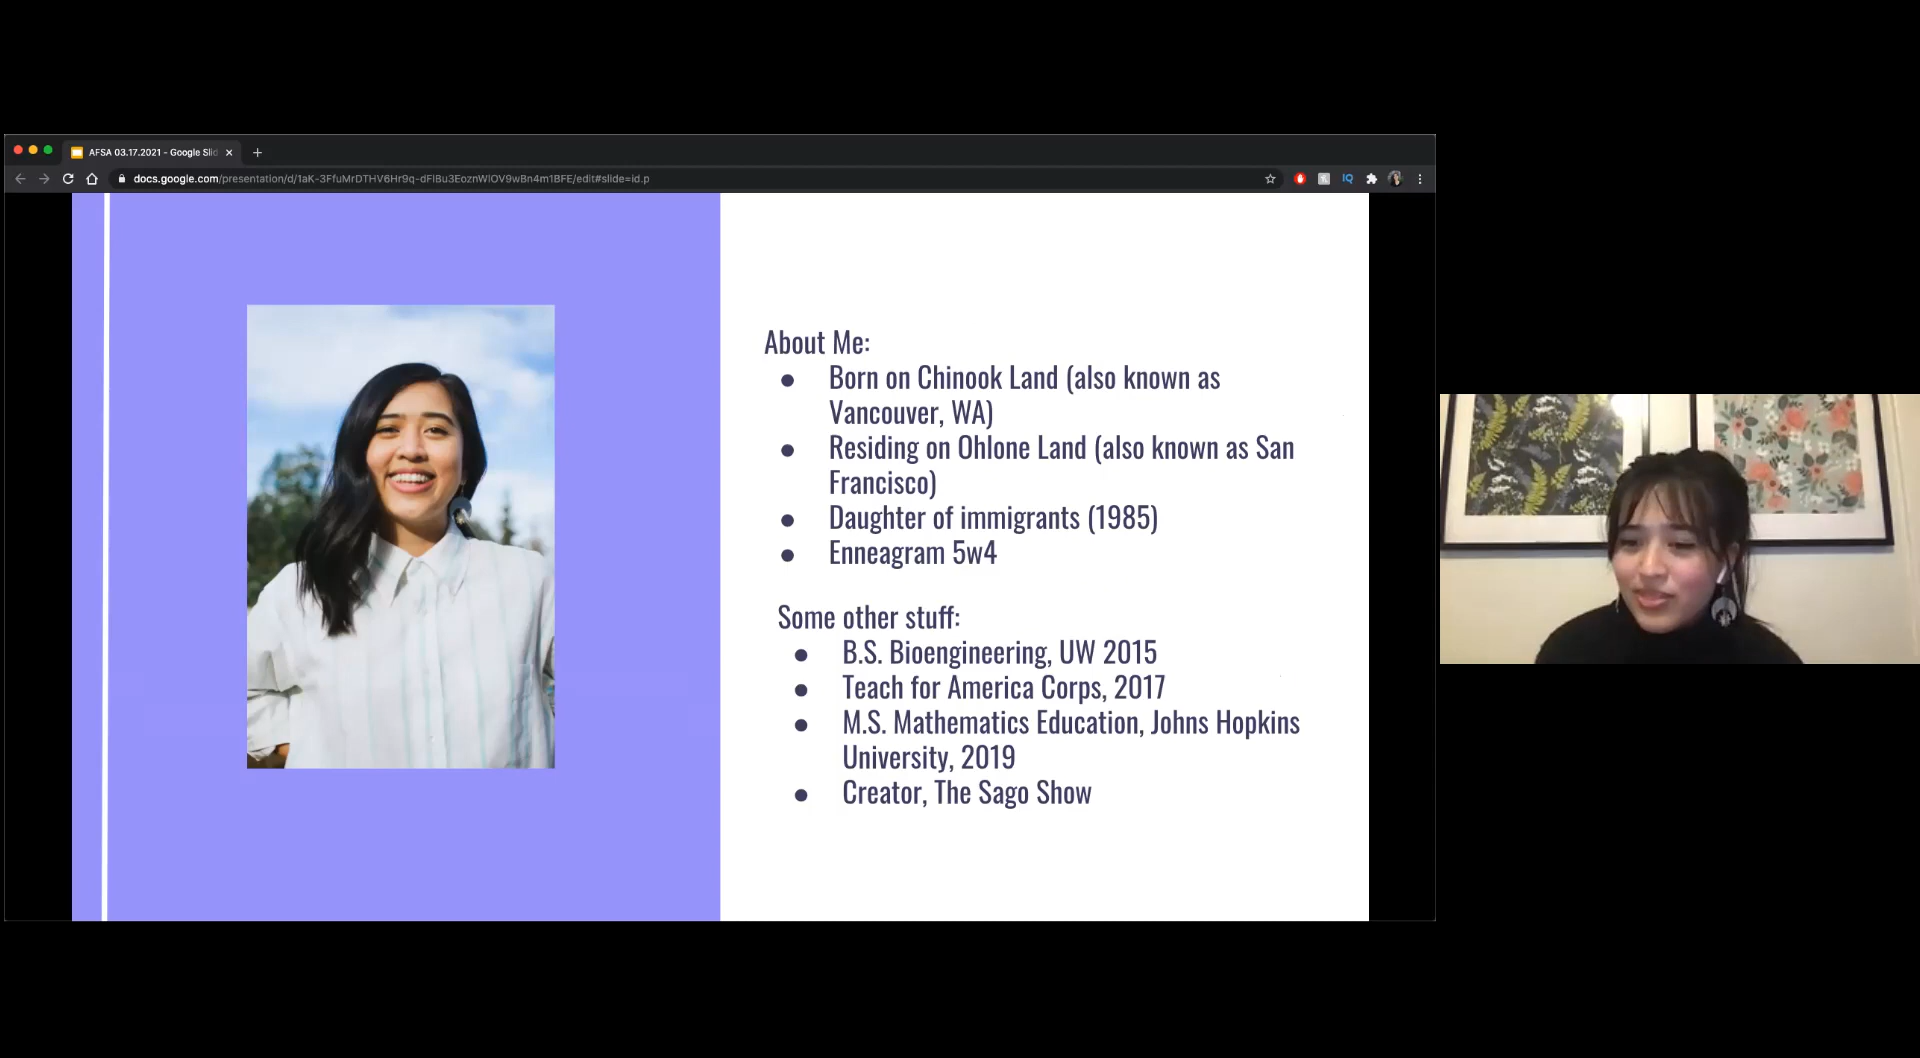 AFSA 03.17.2021 - Google Slid
docs.google.com/presentation/d/1aK-3FfuMrDTHV6Hr9q-dFIBu3EoznWlOV9wBn4m1BFE/edit#slide=id.p
IQ
About Me:
● Born on Chinook Land (also known as
Vancouver, WA)
● Residing on Ohlone Land (also known as San
Francisco)
● Daughter of immigrants (1985)
● Enneagram 5w4
Some other stuff:
● B.S. Bioengineering, UW 2015
● Teach for America Corps, 2017
● M.S. Mathematics Education, Johns Hopkins
University, 2019
● Creator, The Sago Show